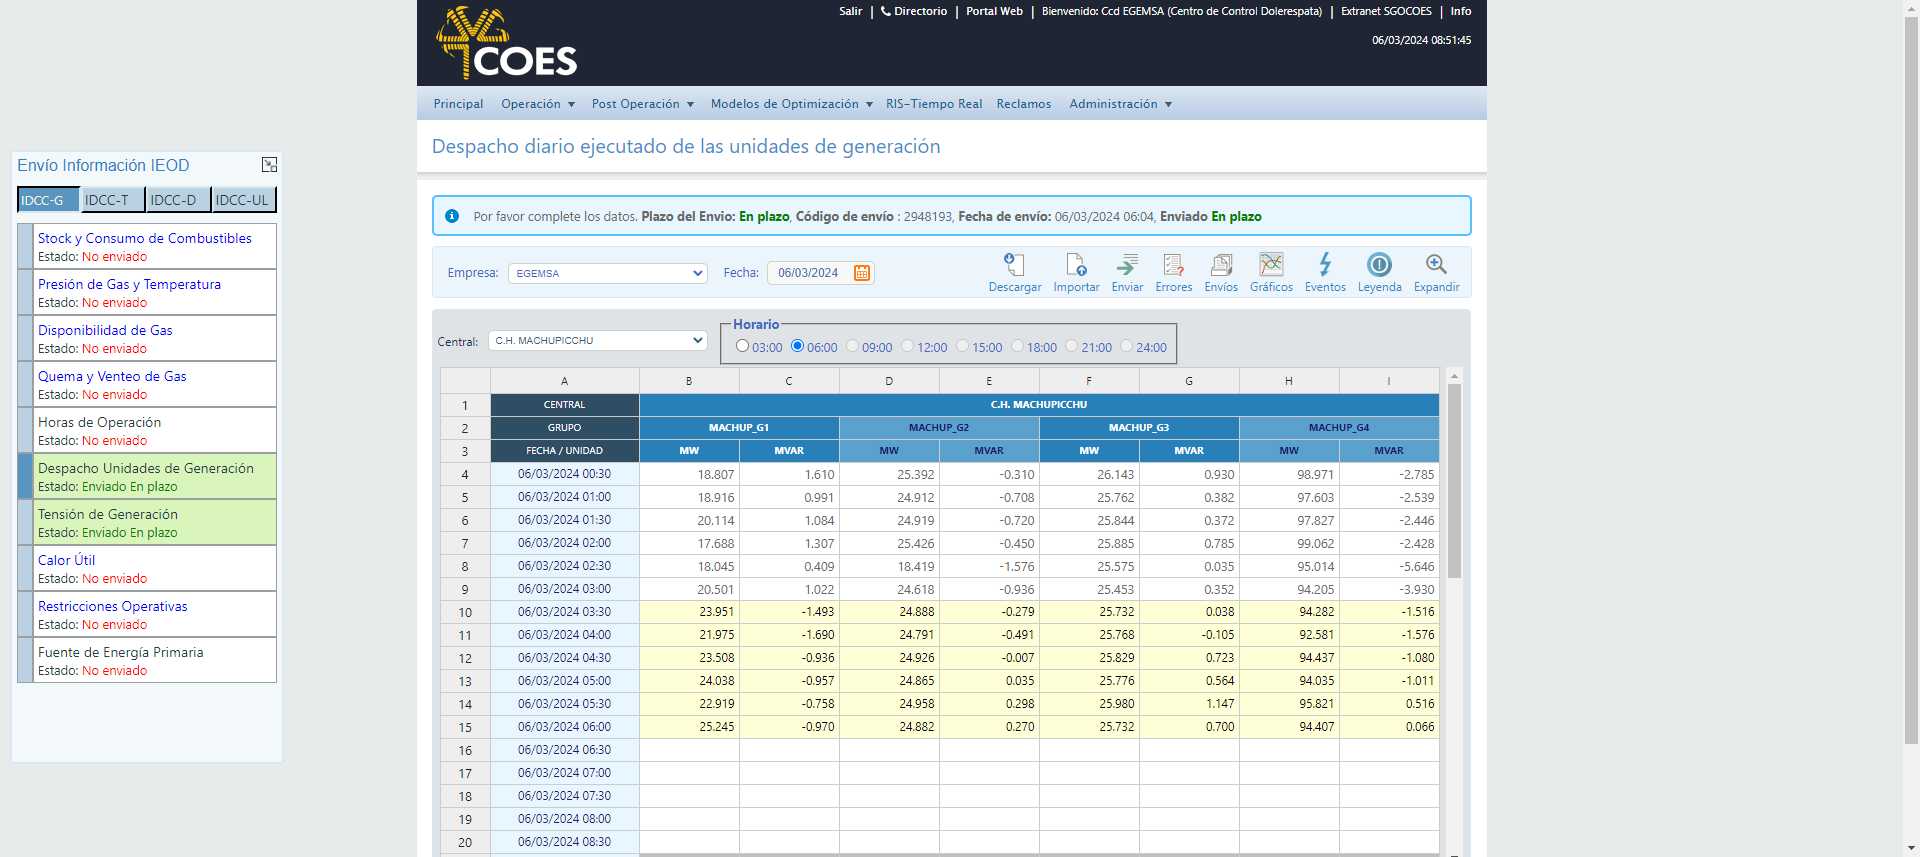 Salir | Directorio | Portal Web | Bienvenido: Ccd EGEMSA (Centro de Control Dolerespata) | Extranet SGOCOES | Info
06/03/2024 08:51:45
COES
Principal Operación Post Operación Modelos de Optimización RIS-Tiempo Real Reclamos Administración
Despacho diario ejecutado de las unidades de generación
Envío Información IEOD
IDCC-G IDCC-T IDCC-D IDCC-UL
Stock y Consumo de Combustibles
Estado: No enviado
Presión de Gas y Temperatura
Estado: No enviado
Disponibilidad de Gas
Estado: No enviado
Quema y Venteo de Gas
Estado: No enviado
Horas de Operación
Estado: No enviado
Despacho Unidades de Generación
Estado: Enviado En plazo
Tensión de Generación
Estado: Enviado En plazo
Calor Útil
Estado: No enviado
Restricciones Operativas
Estado: No enviado
Fuente de Energía Primaria
Estado: No enviado
Por favor complete los datos. Plazo del Envio: En plazo, Código de envío : 2948193, Fecha de envío: 06/03/2024 06:04, Enviado En plazo
Empresa: EGEMSA Fecha: 06/03/2024
Descargar Importar Enviar Errores Envíos Gráficos Eventos Leyenda Expandir
Central: C.H. MACHUPICCHU
Horario
03:00 06:00 09:00 12:00 15:00 18:00 21:00 24:00
A B C D E F G H I
1 CENTRAL C.H. MACHUPICCHU
2 GRUPO MACHUP_G1 MACHUP_G2 MACHUP_G3 MACHUP_G4
3 FECHA / UNIDAD MW MVAR MW MVAR MW MVAR MW MVAR
4 06/03/2024 00:30 18.807 1.610 25.392 -0.310 26.143 0.930 98.971 -2.785
5 06/03/2024 01:00 18.916 0.991 24.912 -0.708 25.762 0.382 97.603 -2.539
6 06/03/2024 01:30 20.114 1.084 24.919 -0.720 25.844 0.372 97.827 -2.446
7 06/03/2024 02:00 17.688 1.307 25.426 -0.450 25.885 0.785 99.062 -2.428
8 06/03/2024 02:30 18.045 0.409 18.419 -1.576 25.575 0.035 95.014 -5.646
9 06/03/2024 03:00 20.501 1.022 24.618 -0.936 25.453 0.352 94.205 -3.930
10 06/03/2024 03:30 23.951 -1.493 24.888 -0.279 25.732 0.038 94.282 -1.516
11 06/03/2024 04:00 21.975 -1.690 24.791 -0.491 25.768 -0.105 92.581 -1.576
12 06/03/2024 04:30 23.508 -0.936 24.926 -0.007 25.829 0.723 94.437 -1.080
13 06/03/2024 05:00 24.038 -0.957 24.865 0.035 25.776 0.564 94.035 -1.011
14 06/03/2024 05:30 22.919 -0.758 24.958 0.298 25.980 1.147 95.821 0.516
15 06/03/2024 06:00 25.245 -0.970 24.882 0.270 25.732 0.700 94.407 0.066
16 06/03/2024 06:30
17 06/03/2024 07:00
18 06/03/2024 07:30
19 06/03/2024 08:00
20 06/03/2024 08:30